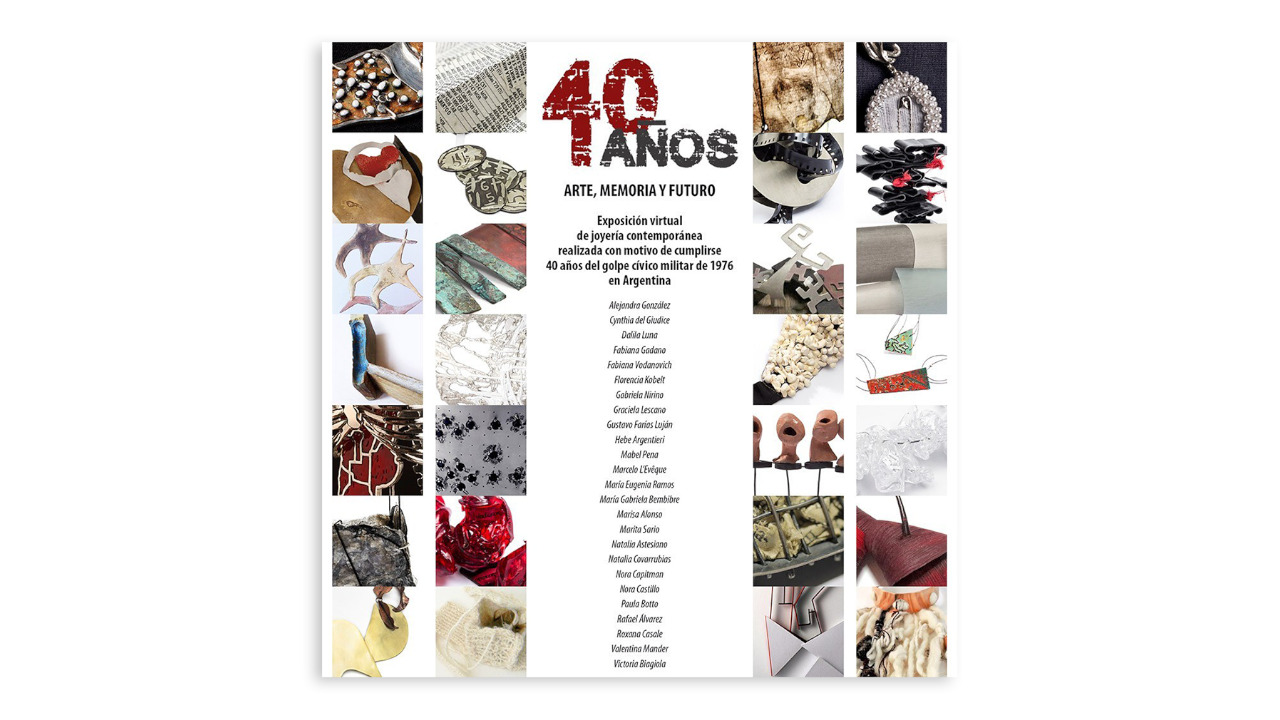 40
AÑOS
ARTE, MEMORIA Y FUTURO
Exposición virtual
de joyería contemporánea
realizada con motivo de cumplirse
40 años del golpe cívico militar de 1976
en Argentina
Alejandra González
Cynthia del Giudice
Dalila Luna
Fabiana Gadano
Fabiana Vodanovich
Florencia Kobelt
Gabriela Nirino
Graciela Lescano
Gustavo Farías Luján
Hebe Argentieri
Mabel Pena
Marcelo L'Evéque
María Eugenia Ramos
María Gabriela Bembibre
Marisa Alonso
Marita Sario
Natalia Astesiano
Natalia Covarrubias
Nora Capitman
Nora Castillo
Paula Botto
Rafael Álvarez
Roxana Casale
Valentina Mander
Victoria Biagiola